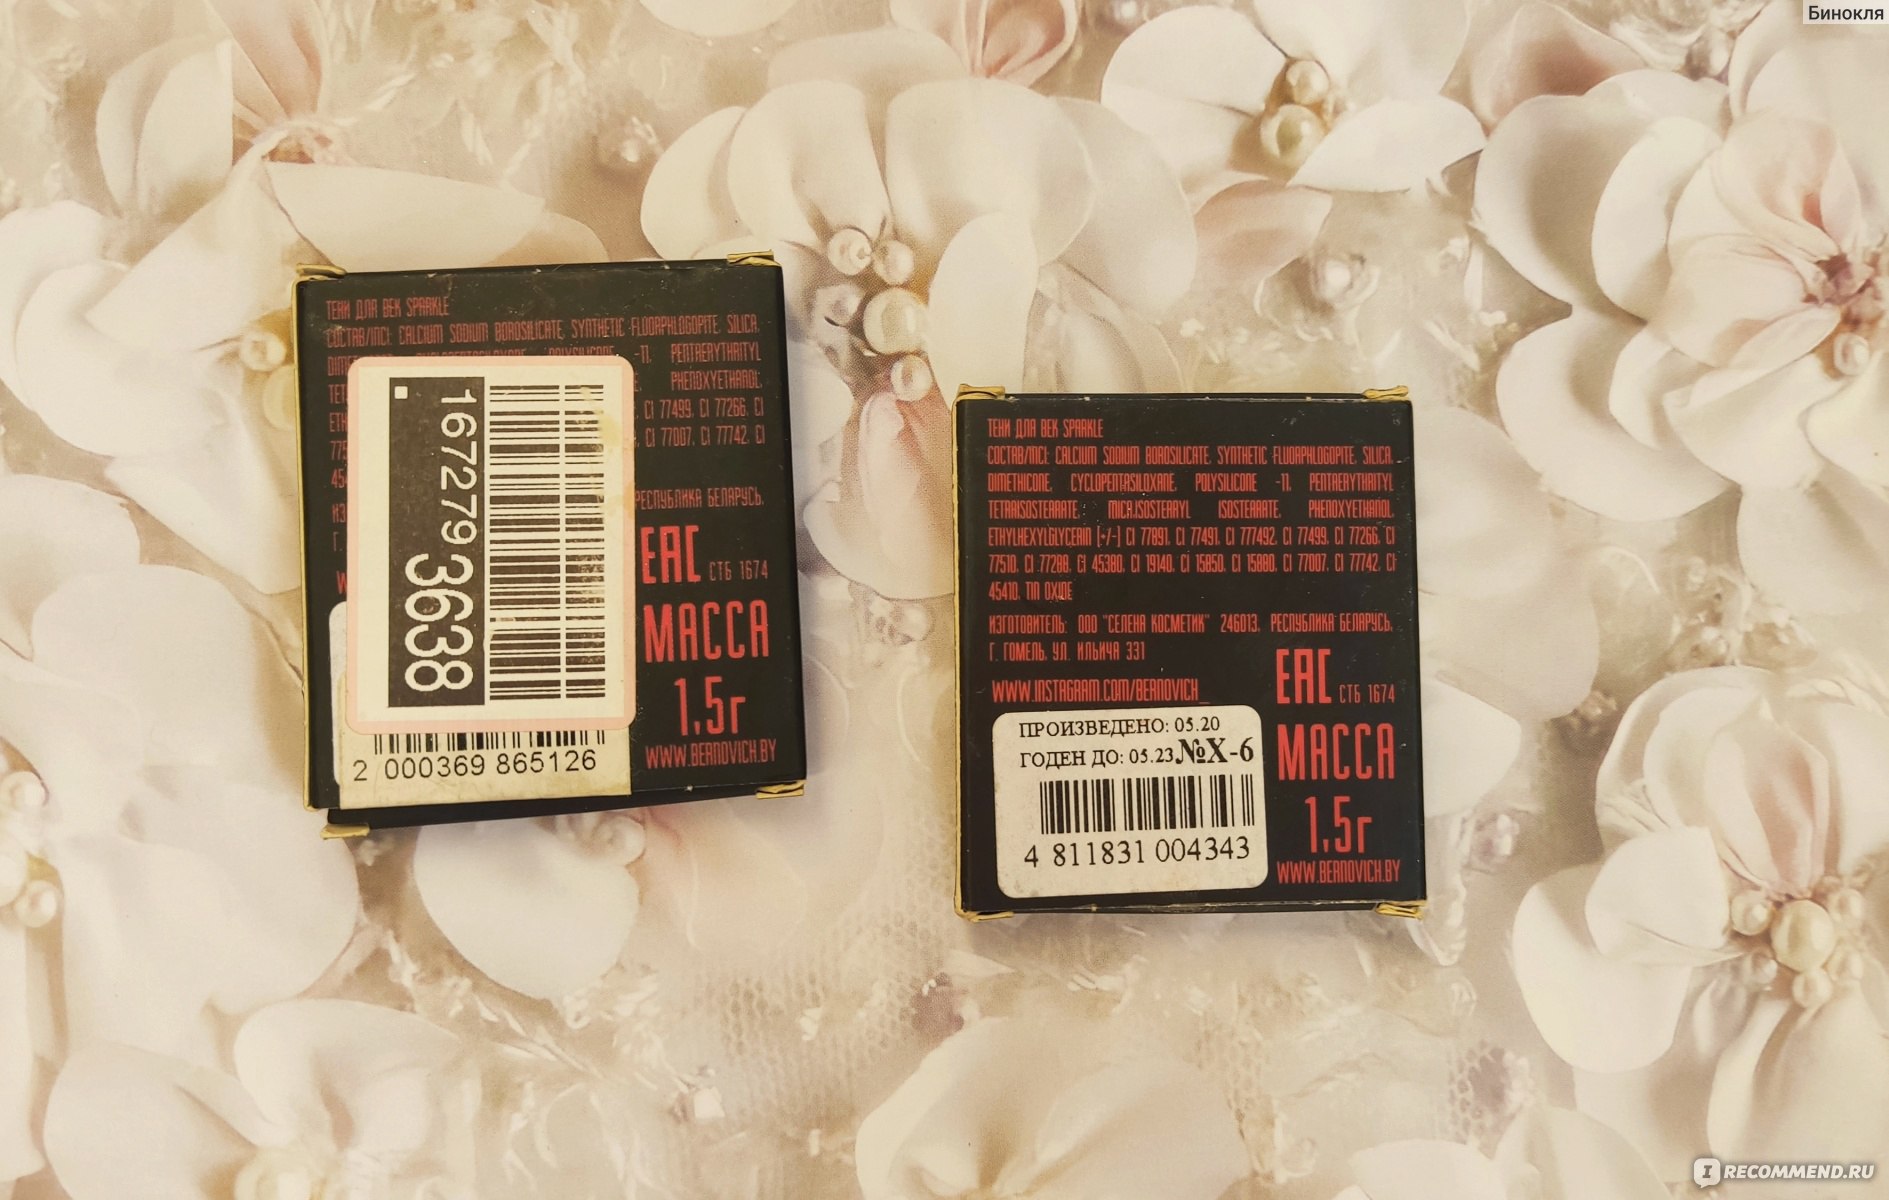 Бинокля
ТЕНИ ДЛЯ ВЕК SPARKLE
СОСТАВ/INCI: CALCIUM SODIUM BOROSILICATE, SYNTHETIC FLUORPHLOGOPITE, SILICA,
POLYSILICONE -11, PENTAERYTHRITYL
PHENOXYETHANOL,
CI 77499, CI 77266, CI
CI 77007, CI 77742, CI
РЕСПУБЛИКА БЕЛАРУСЬ,
EAC СТБ 1674
МАССА
1,5г
WWW.BERNOVICH.BY
167279 3638
2 000369 865126
ТЕНИ ДЛЯ ВЕК SPARKLE
СОСТАВ/INCI: CALCIUM SODIUM BOROSILICATE, SYNTHETIC FLUORPHLOGOPITE, SILICA,
DIMETHICONE, CYCLOPENTASILOXANE, POLYSILICONE -11, PENTAERYTHRITYL
TETRAISOSTEARATE, MICA,ISOSTEARYL ISOSTEARATE, PHENOXYETHANOL,
ETHYLHEXYLGLYCERIN [+/-] CI 77891, CI 77491, CI 777492, CI 77499, CI 77266, CI
77510, CI 77288, CI 45380, CI 19140, CI 15850, CI 15880, CI 77007, CI 77742, CI
45410, TIN OXIDE
ИЗГОТОВИТЕЛЬ: ООО "СЕЛЕНА КОСМЕТИК" 246013, РЕСПУБЛИКА БЕЛАРУСЬ,
Г. ГОМЕЛЬ, УЛ. ИЛЬИЧА 331
WWW.INSTAGRAM.COM/BERNOVICH_
EAC СТБ 1674
ПРОИЗВЕДЕНО: 05.20
ГОДЕН ДО: 05.23 №X-6
4 811831 004343
МАССА
1,5г
WWW.BERNOVICH.BY
IRECOMMEND.RU